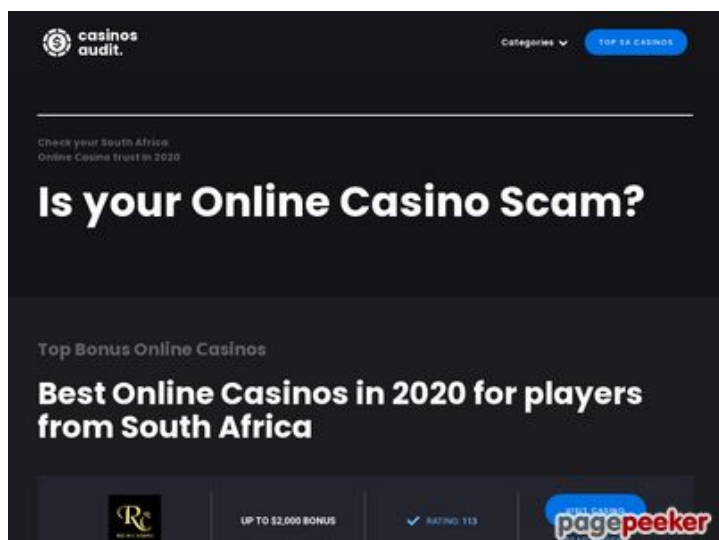 casinos
audit.
Categories
TOP SA CASINOS
Check your South Africa
Online Casino trust in 2020
Is your Online Casino Scam?
Top Bonus Online Casinos
Best Online Casinos in 2020 for players
from South Africa
UP TO $2,000 BONUS
RATING: 113
VISIT CASINO
pagepeeker